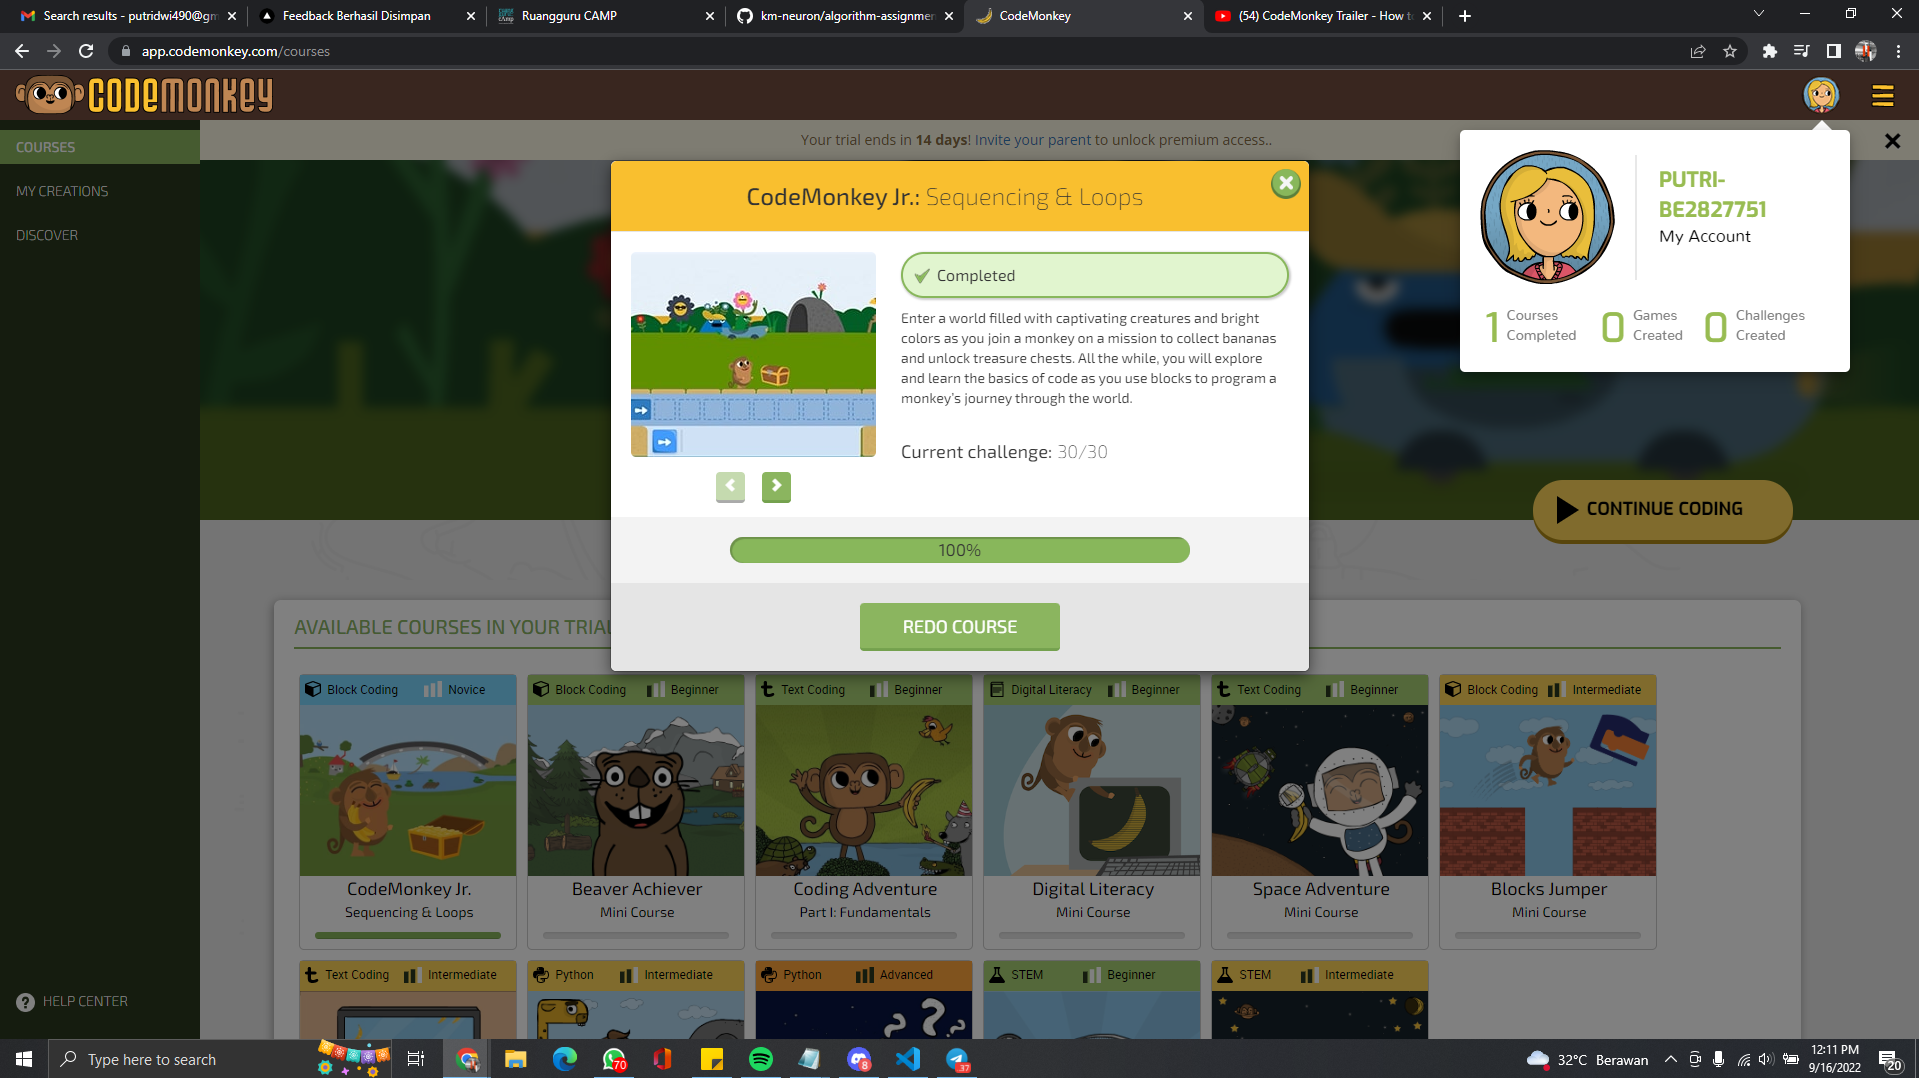 Search results - putridwi490@gm
Feedback Berhasil Disimpan
Ruangguru CAMP
km-neuron/algorithm-assignmen
CodeMonkey
(54) CodeMonkey Trailer - How t
app.codemonkey.com/courses
CODEMONKEY
COURSES
MY CREATIONS
DISCOVER
HELP CENTER
Your trial ends in 14 days! Invite your parent to unlock premium access..
PUTRI-
BE2827751
My Account
1 Courses Completed
0 Games Created
0 Challenges Created
CodeMonkey Jr.: Sequencing & Loops
Completed
Enter a world filled with captivating creatures and bright
colors as you join a monkey on a mission to collect bananas
and unlock treasure chests. All the while, you will explore
and learn the basics of code as you use blocks to program a
monkey's journey through the world.
Current challenge: 30/30
100%
REDO COURSE
CONTINUE CODING
AVAILABLE COURSES IN YOUR TRIAL
Block Coding Novice
CodeMonkey Jr.
Sequencing & Loops
Block Coding Beginner
Beaver Achiever
Mini Course
Text Coding Beginner
Coding Adventure
Part I: Fundamentals
Digital Literacy Beginner
Digital Literacy
Mini Course
Text Coding Beginner
Space Adventure
Mini Course
Block Coding Intermediate
Blocks Jumper
Mini Course
Text Coding Intermediate
Python Intermediate
Python Advanced
STEM Beginner
STEM Intermediate
Type here to search
70
8
37
32°C Berawan
12:11 PM
9/16/2022
20